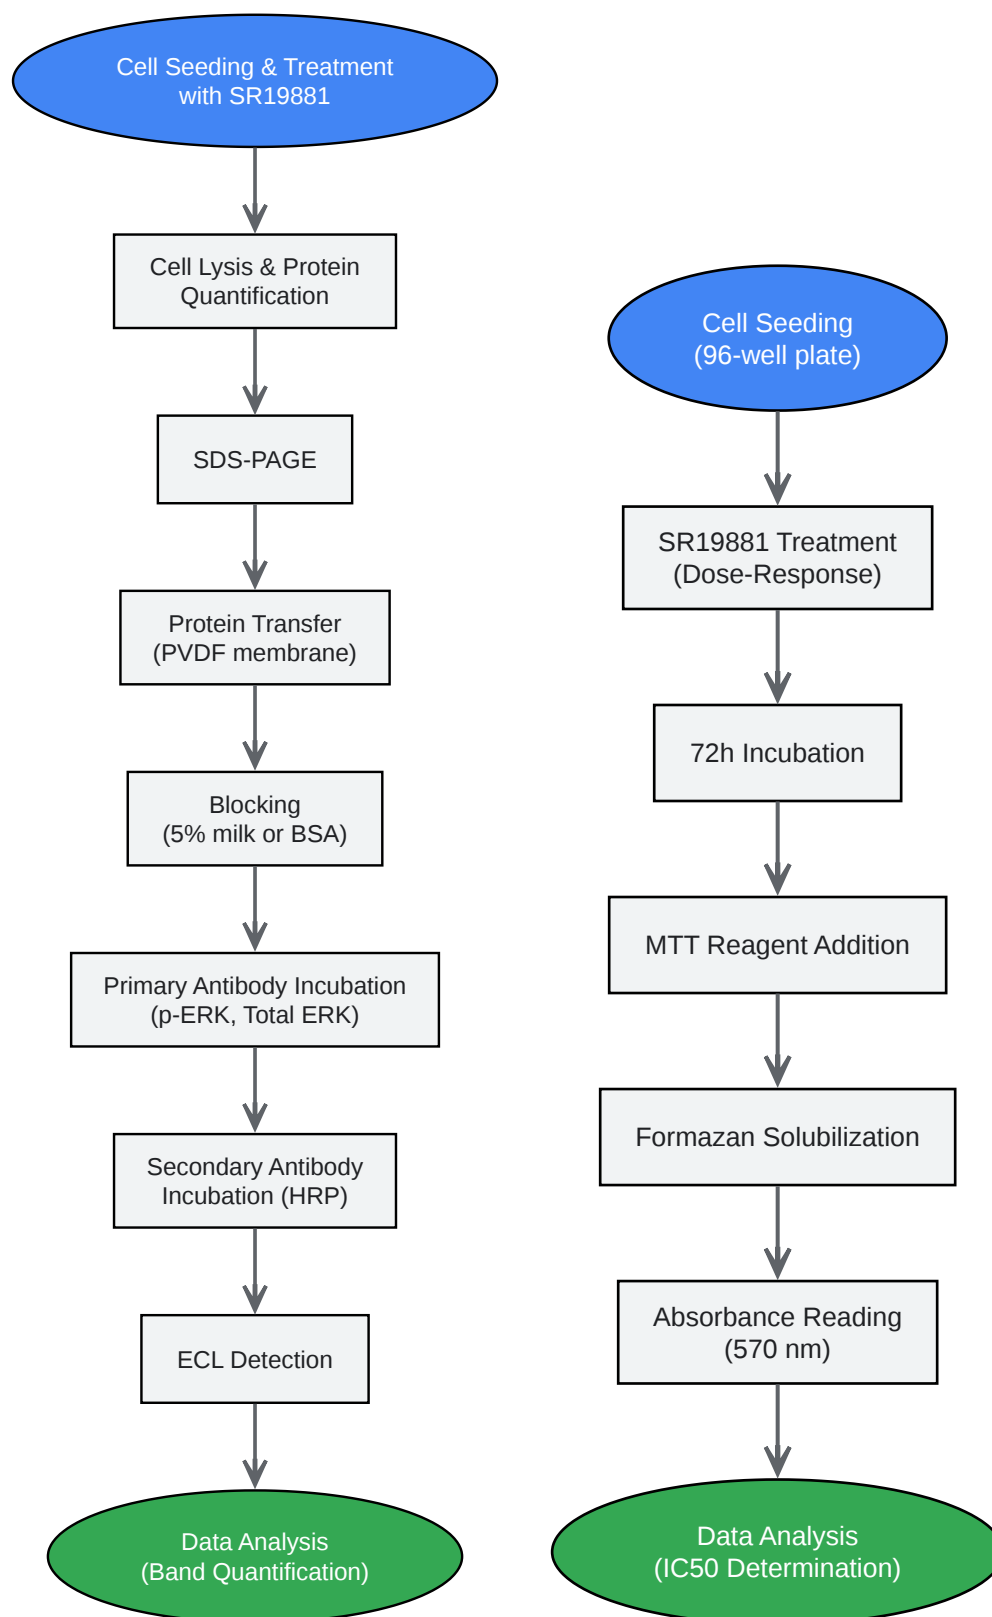 Cell Seeding & Treatment
with SR19881
Cell Lysis & Protein
Quantification
SDS-PAGE
Protein Transfer
(PVDF membrane)
Blocking
(5% milk or BSA)
Primary Antibody Incubation
(p-ERK, Total ERK)
Secondary Antibody
Incubation (HRP)
ECL Detection
Data Analysis
(Band Quantification)
Cell Seeding
(96-well plate)
SR19881 Treatment
(Dose-Response)
72h Incubation
MTT Reagent Addition
Formazan Solubilization
Absorbance Reading
(570 nm)
Data Analysis
(IC50 Determination)